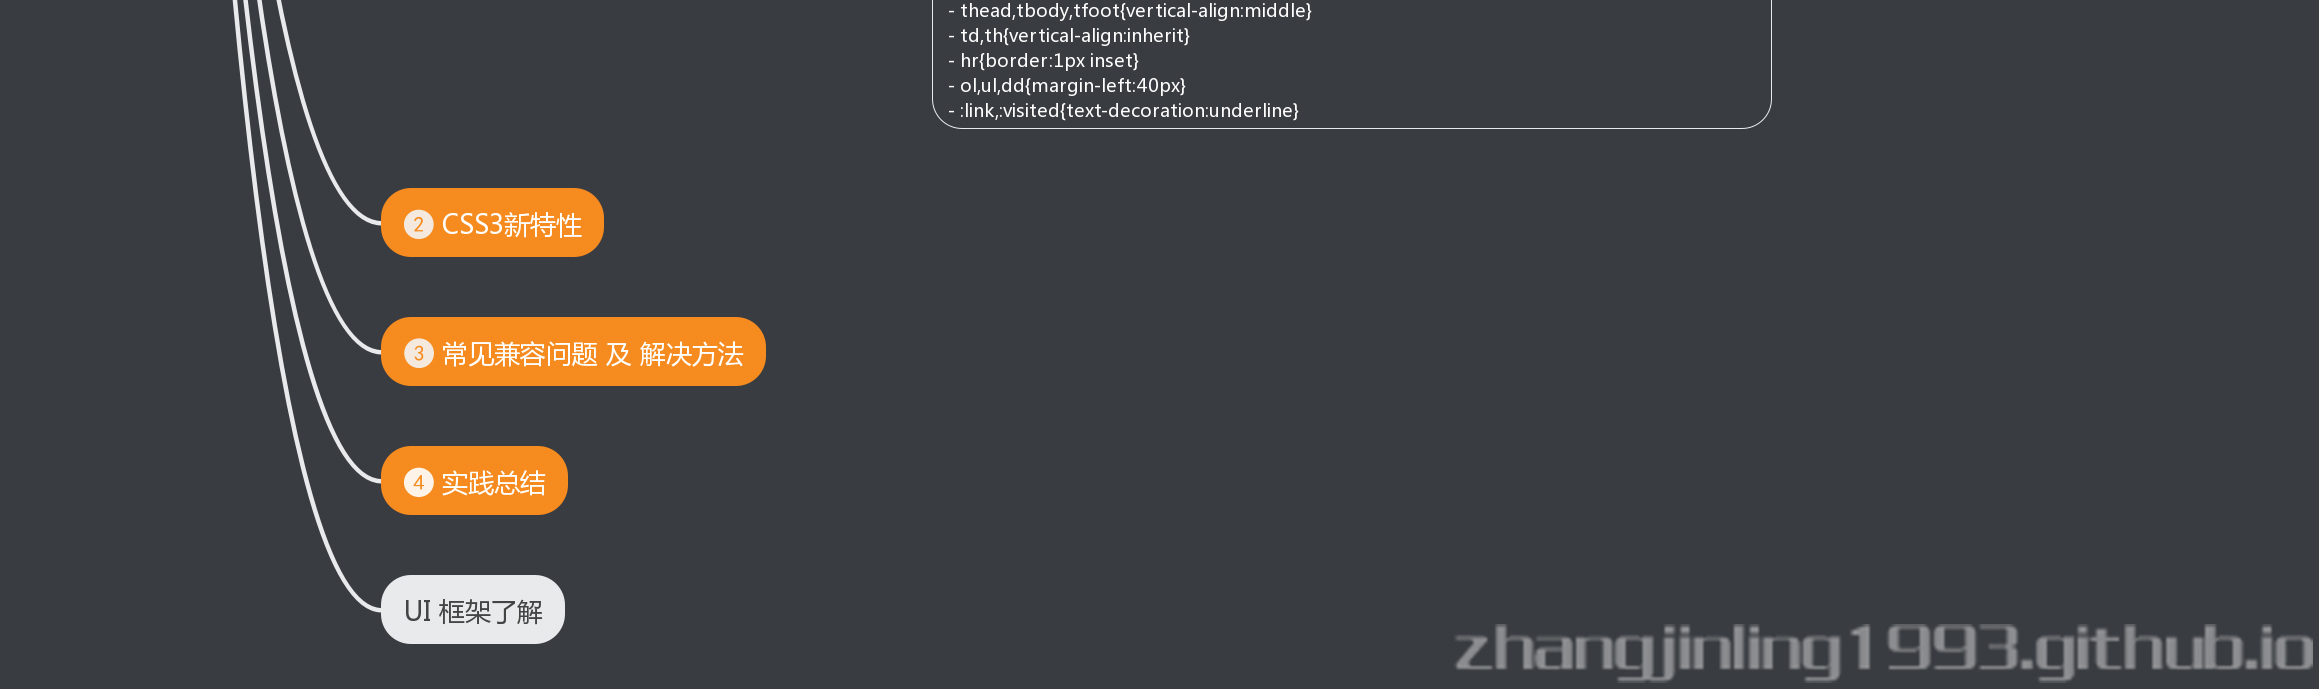 - thead,tbody,tfoot{vertical-align:middle}
- td,th{vertical-align:inherit}
- hr{border:1px inset}
- ol,ul,dd{margin-left:40px}
- :link,:visited{text-decoration:underline}
2 CSS3新特性
3 常见兼容问题 及 解决方法
4 实践总结
UI 框架了解
zhangjinling1993.github.io